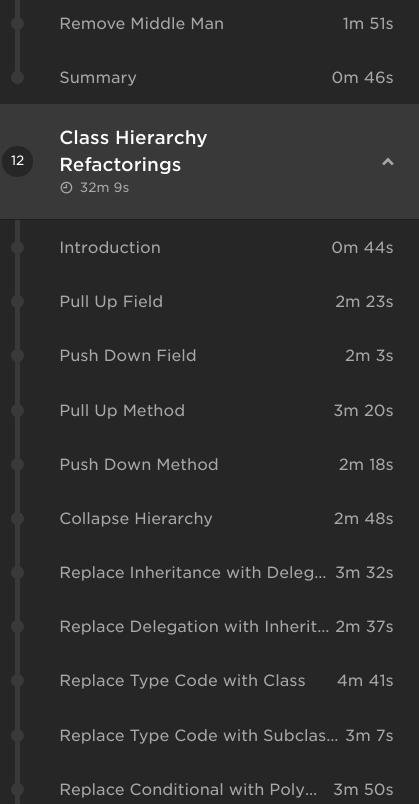 Remove Middle Man 1m 51s
Summary 0m 46s
12
Class Hierarchy
Refactorings
32m 9s
Introduction 0m 44s
Pull Up Field 2m 23s
Push Down Field 2m 3s
Pull Up Method 3m 20s
Push Down Method 2m 18s
Collapse Hierarchy 2m 48s
Replace Inheritance with Deleg... 3m 32s
Replace Delegation with Inherit... 2m 37s
Replace Type Code with Class 4m 41s
Replace Type Code with Subclas... 3m 7s
Replace Conditional with Poly... 3m 50s